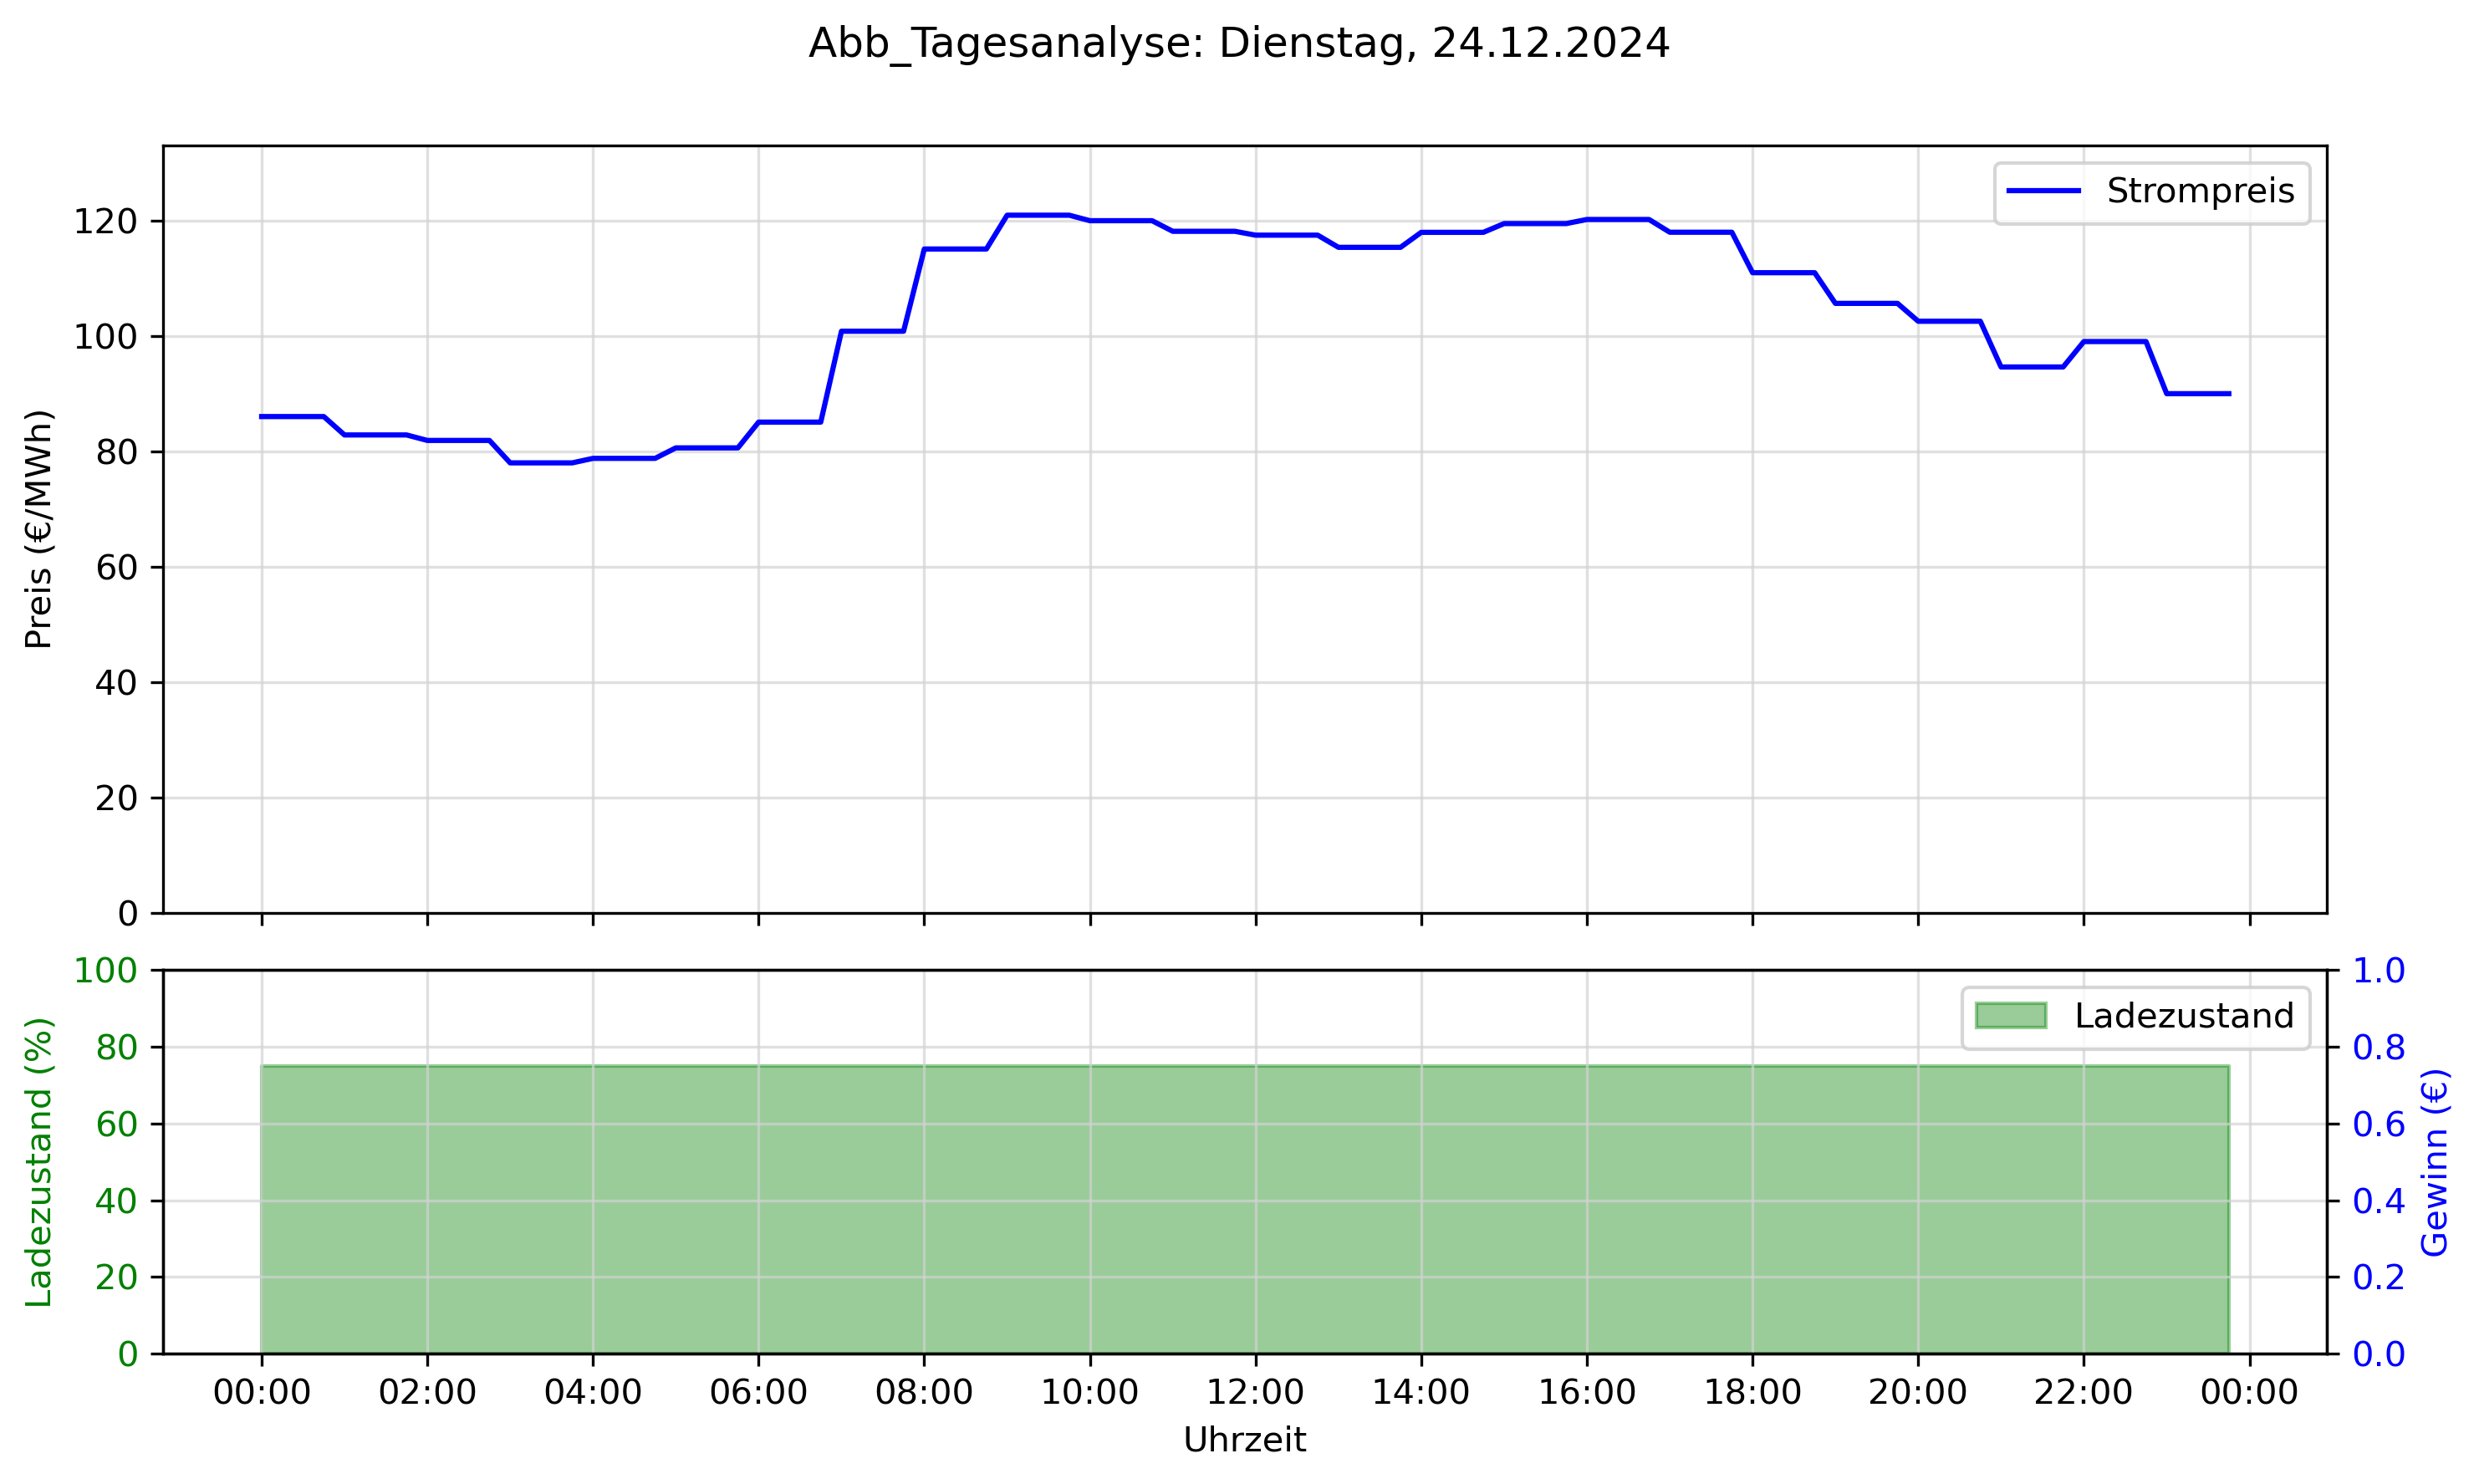 Abb_Tagesanalyse: Dienstag, 24.12.2024
Strompreis
Preis (€/MWh)
120
100
80
60
40
20
0
Ladezustand
Ladezustand (%)
100
80
60
40
20
0
Gewinn (€)
1.0
0.8
0.6
0.4
0.2
0.0
00:00 02:00 04:00 06:00 08:00 10:00 12:00 14:00 16:00 18:00 20:00 22:00 00:00
Uhrzeit